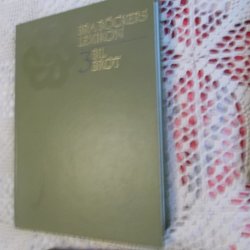 BRA BÖCKERS
LEXIKON
3 BIL
BROT